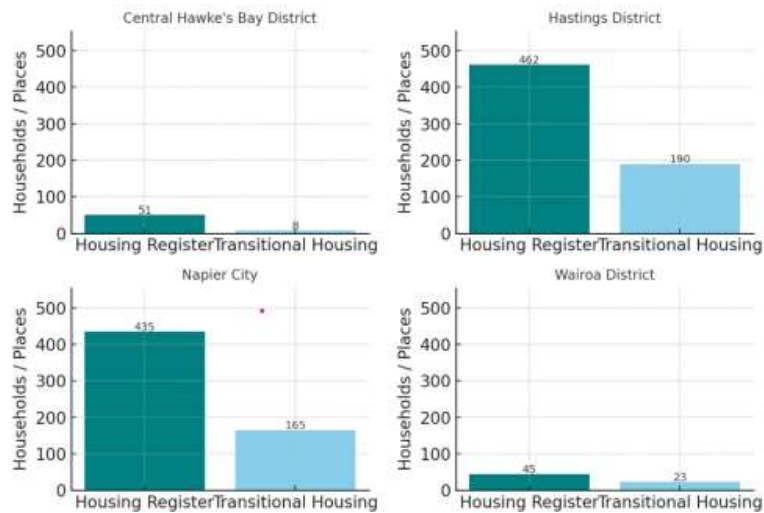 Central Hawke's Bay District
Households / Places
500
400
300
200
100
0
51
8
Housing Register
Transitional Housing
Hastings District
Households / Places
500
400
300
200
100
0
462
190
Housing Register
Transitional Housing
Napier City
Households / Places
500
400
300
200
100
0
435
165
Housing Register
Transitional Housing
Wairoa District
Households / Places
500
400
300
200
100
0
45
23
Housing Register
Transitional Housing